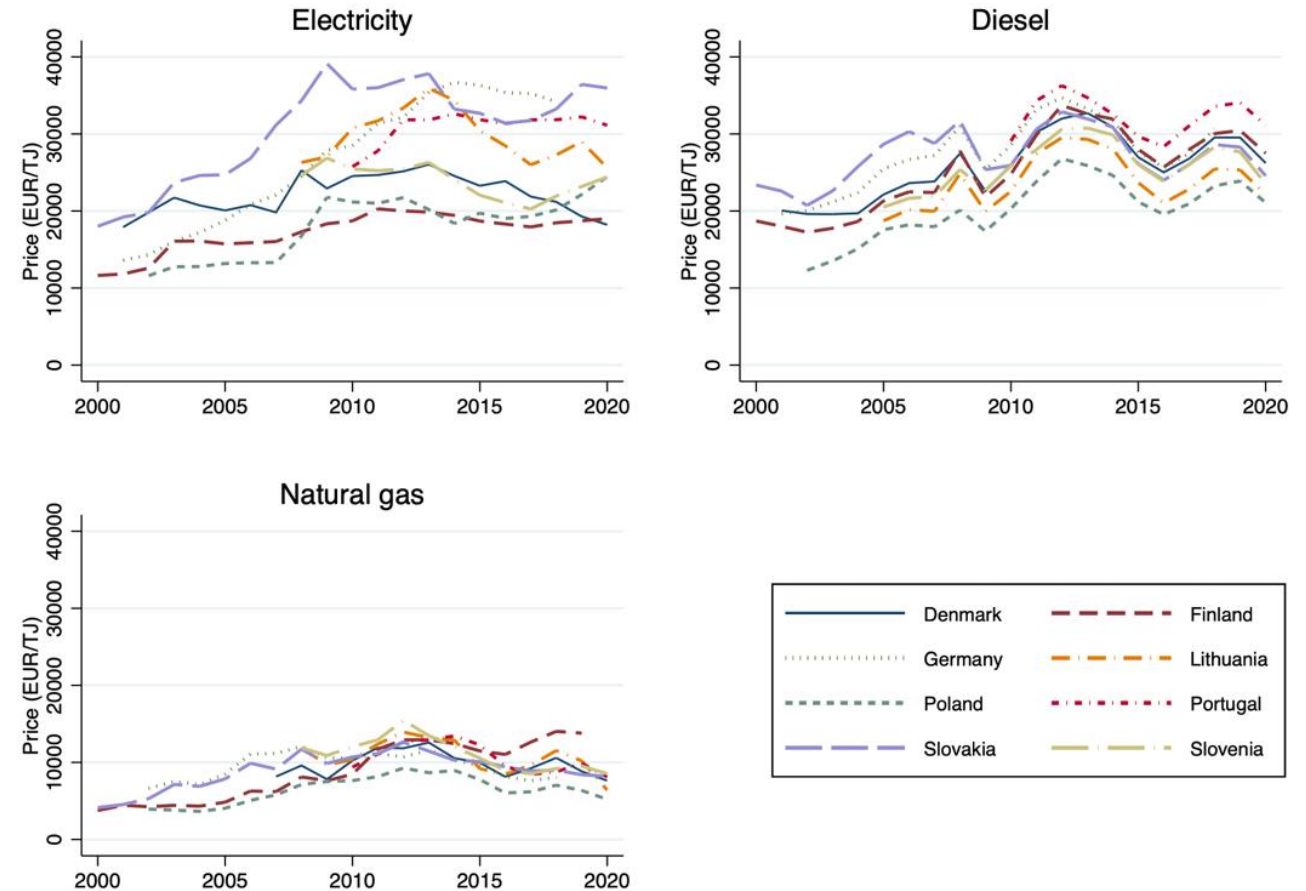 Electricity
Price (EUR/TJ)
0 10000 20000 30000 40000
2000 2005 2010 2015 2020
Diesel
Price (EUR/TJ)
0 10000 20000 30000 40000
2000 2005 2010 2015 2020
Natural gas
Price (EUR/TJ)
0 10000 20000 30000 40000
2000 2005 2010 2015 2020
Denmark Finland
Germany Lithuania
Poland Portugal
Slovakia Slovenia